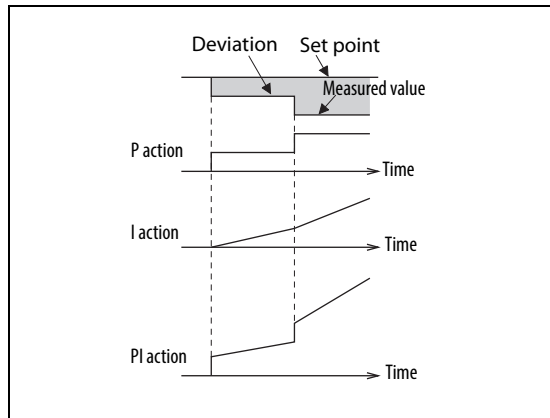 Deviation
Set point
Measured value
P action
Time
I action
Time
PI action
Time